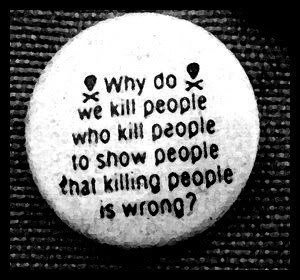 Why do
we kill people
who kill people
to show people
that killing people
is wrong?